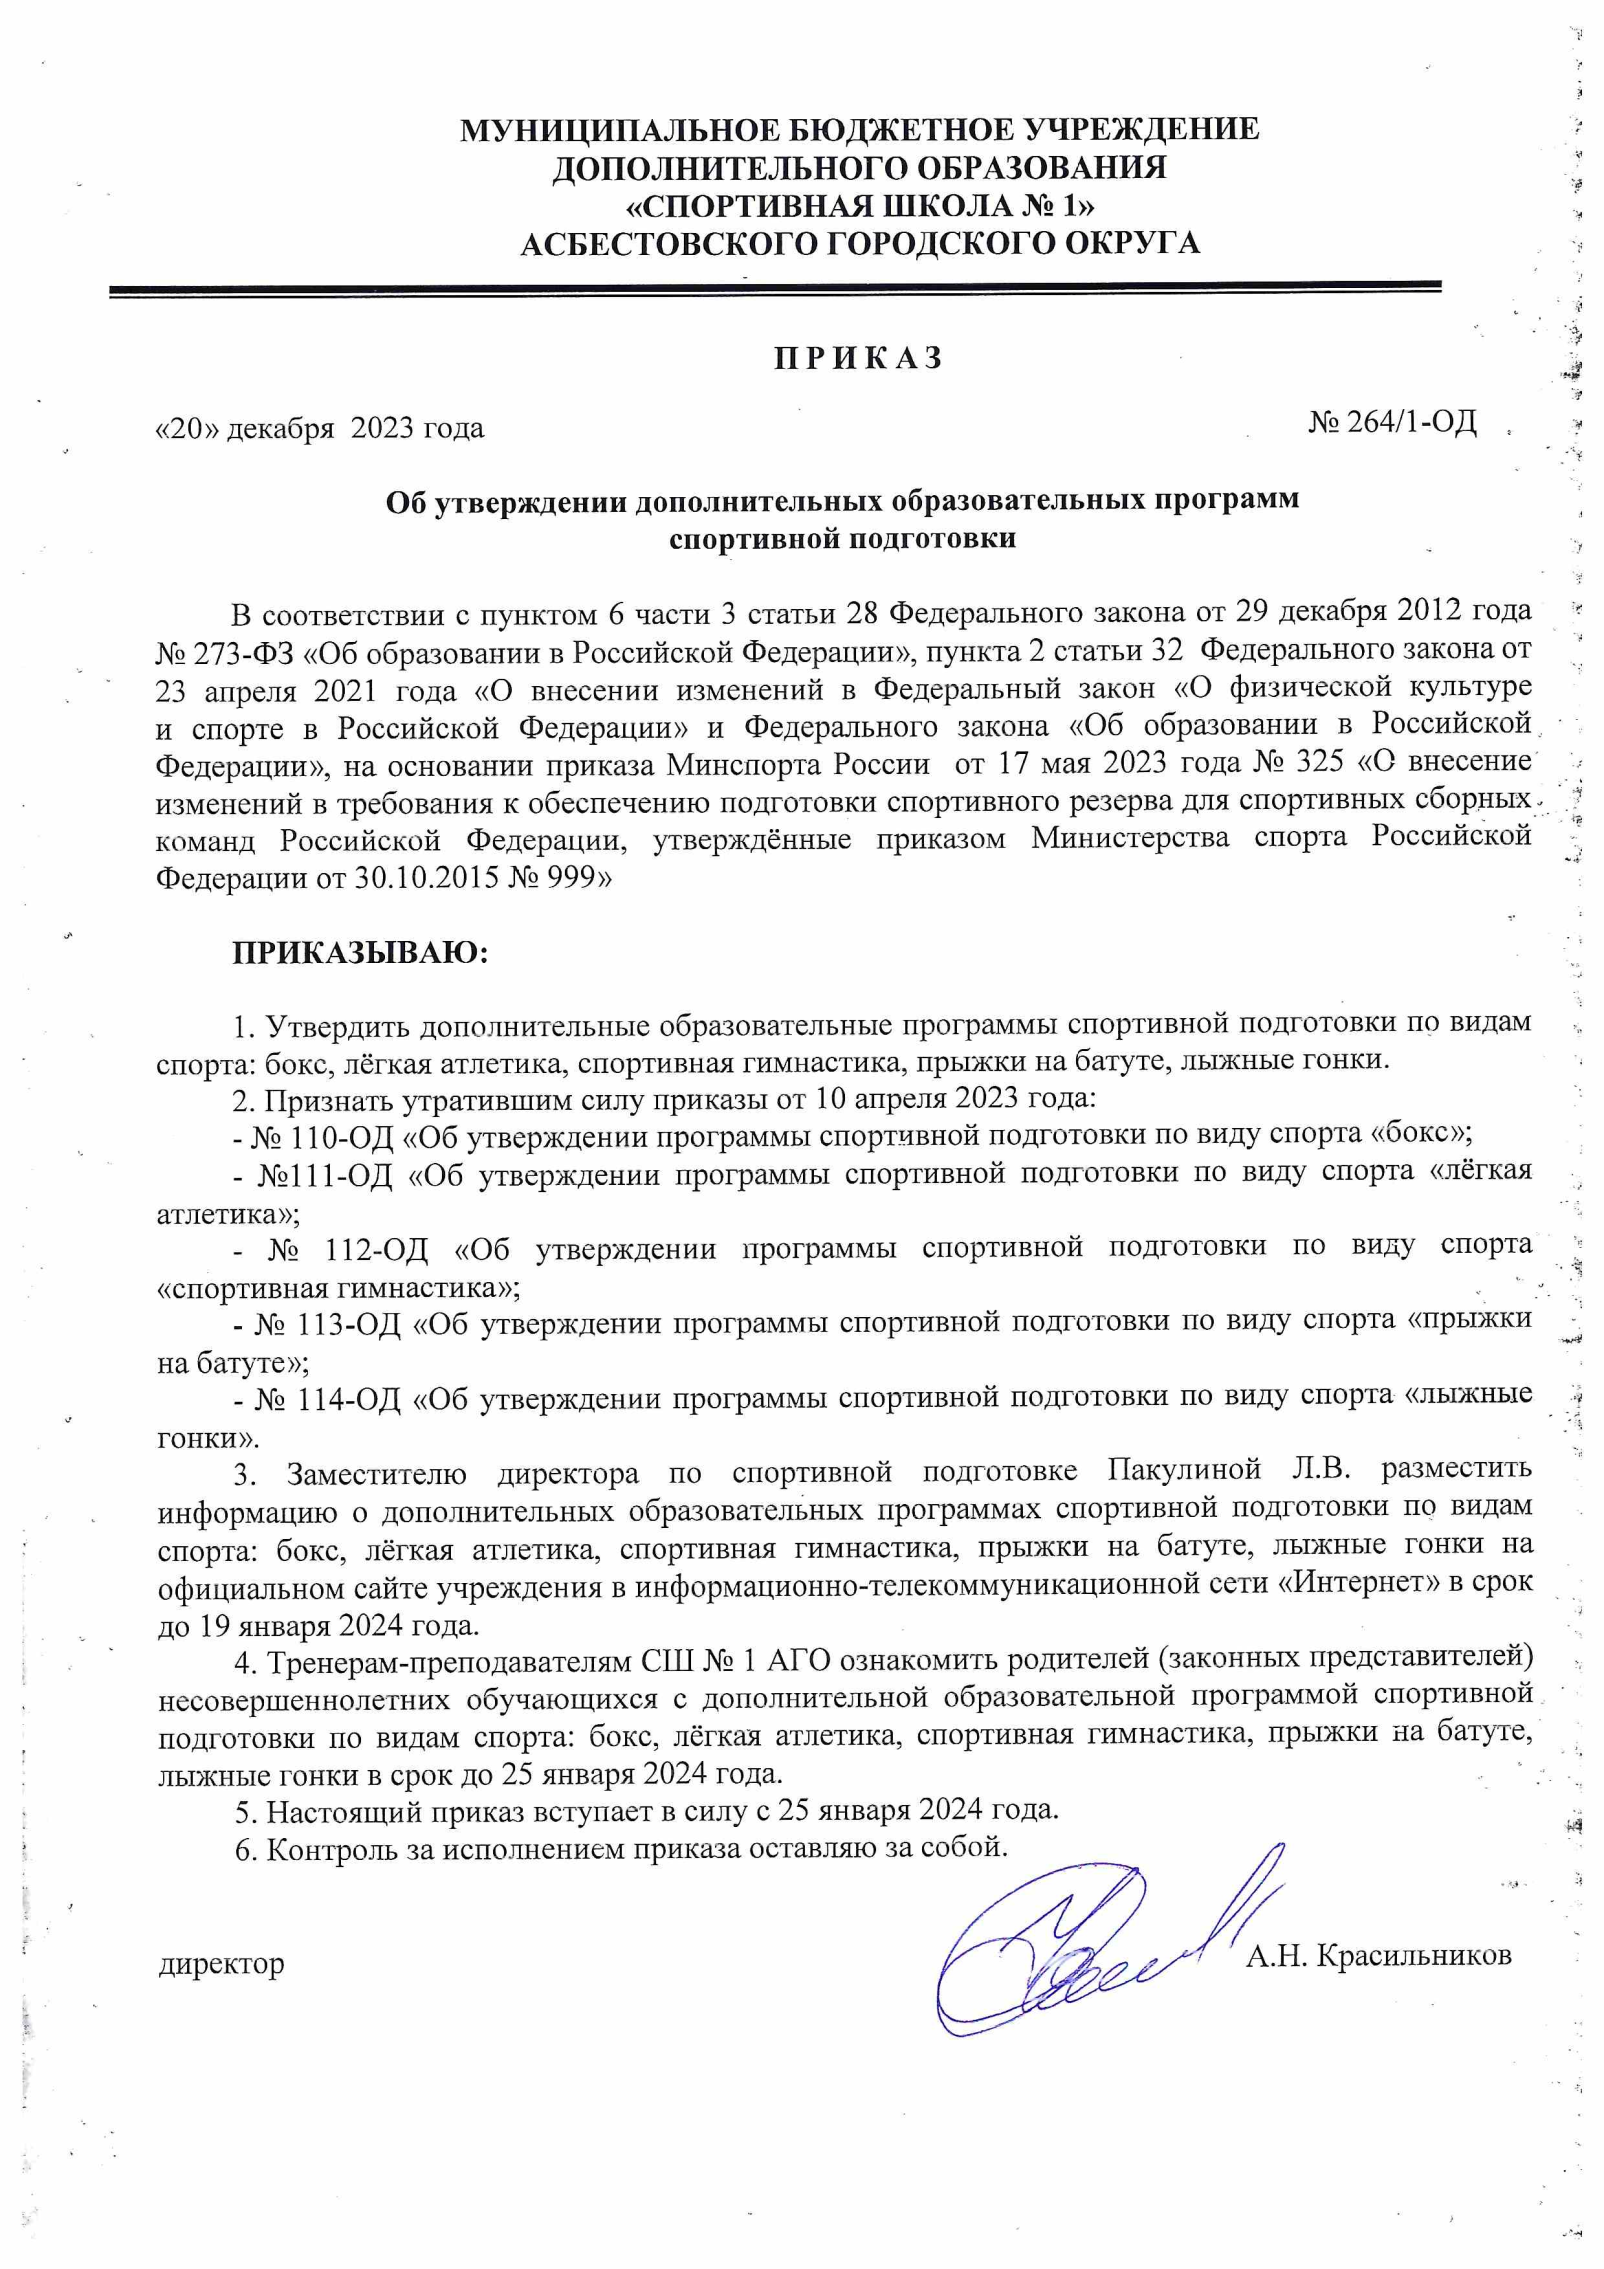 МУНИЦИПАЛЬНОЕ БЮДЖЕТНОЕ УЧРЕЖДЕНИЕ
ДОПОЛНИТЕЛЬНОГО ОБРАЗОВАНИЯ
«СПОРТИВНАЯ ШКОЛА № 1»
АСБЕСТОВСКОГО ГОРОДСКОГО ОКРУГА
П Р И К А З
«20» декабря 2023 года № 264/1-ОД
Об утверждении дополнительных образовательных программ
спортивной подготовки
В соответствии с пунктом 6 части 3 статьи 28 Федерального закона от 29 декабря 2012 года
№ 273-ФЗ «Об образовании в Российской Федерации», пункта 2 статьи 32 Федерального закона от
23 апреля 2021 года «О внесении изменений в Федеральный закон «О физической культуре
и спорте в Российской Федерации» и Федерального закона «Об образовании в Российской
Федерации», на основании приказа Минспорта России от 17 мая 2023 года № 325 «О внесение
изменений в требования к обеспечению подготовки спортивного резерва для спортивных сборных
команд Российской Федерации, утверждённые приказом Министерства спорта Российской
Федерации от 30.10.2015 № 999»
ПРИКАЗЫВАЮ:
1. Утвердить дополнительные образовательные программы спортивной подготовки по видам
спорта: бокс, лёгкая атлетика, спортивная гимнастика, прыжки на батуте, лыжные гонки.
2. Признать утратившим силу приказы от 10 апреля 2023 года:
- № 110-ОД «Об утверждении программы спортивной подготовки по виду спорта «бокс»;
- №111-ОД «Об утверждении программы спортивной подготовки по виду спорта «лёгкая
атлетика»;
- № 112-ОД «Об утверждении программы спортивной подготовки по виду спорта
«спортивная гимнастика»;
- № 113-ОД «Об утверждении программы спортивной подготовки по виду спорта «прыжки
на батуте»;
- № 114-ОД «Об утверждении программы спортивной подготовки по виду спорта «лыжные
гонки».
3. Заместителю директора по спортивной подготовке Пакулиной Л.В. разместить
информацию о дополнительных образовательных программах спортивной подготовки по видам
спорта: бокс, лёгкая атлетика, спортивная гимнастика, прыжки на батуте, лыжные гонки на
официальном сайте учреждения в информационно-телекоммуникационной сети «Интернет» в срок
до 19 января 2024 года.
4. Тренерам-преподавателям СШ № 1 АГО ознакомить родителей (законных представителей)
несовершеннолетних обучающихся с дополнительной образовательной программой спортивной
подготовки по видам спорта: бокс, лёгкая атлетика, спортивная гимнастика, прыжки на батуте,
лыжные гонки в срок до 25 января 2024 года.
5. Настоящий приказ вступает в силу с 25 января 2024 года.
6. Контроль за исполнением приказа оставляю за собой.
директор А.Н. Красильников